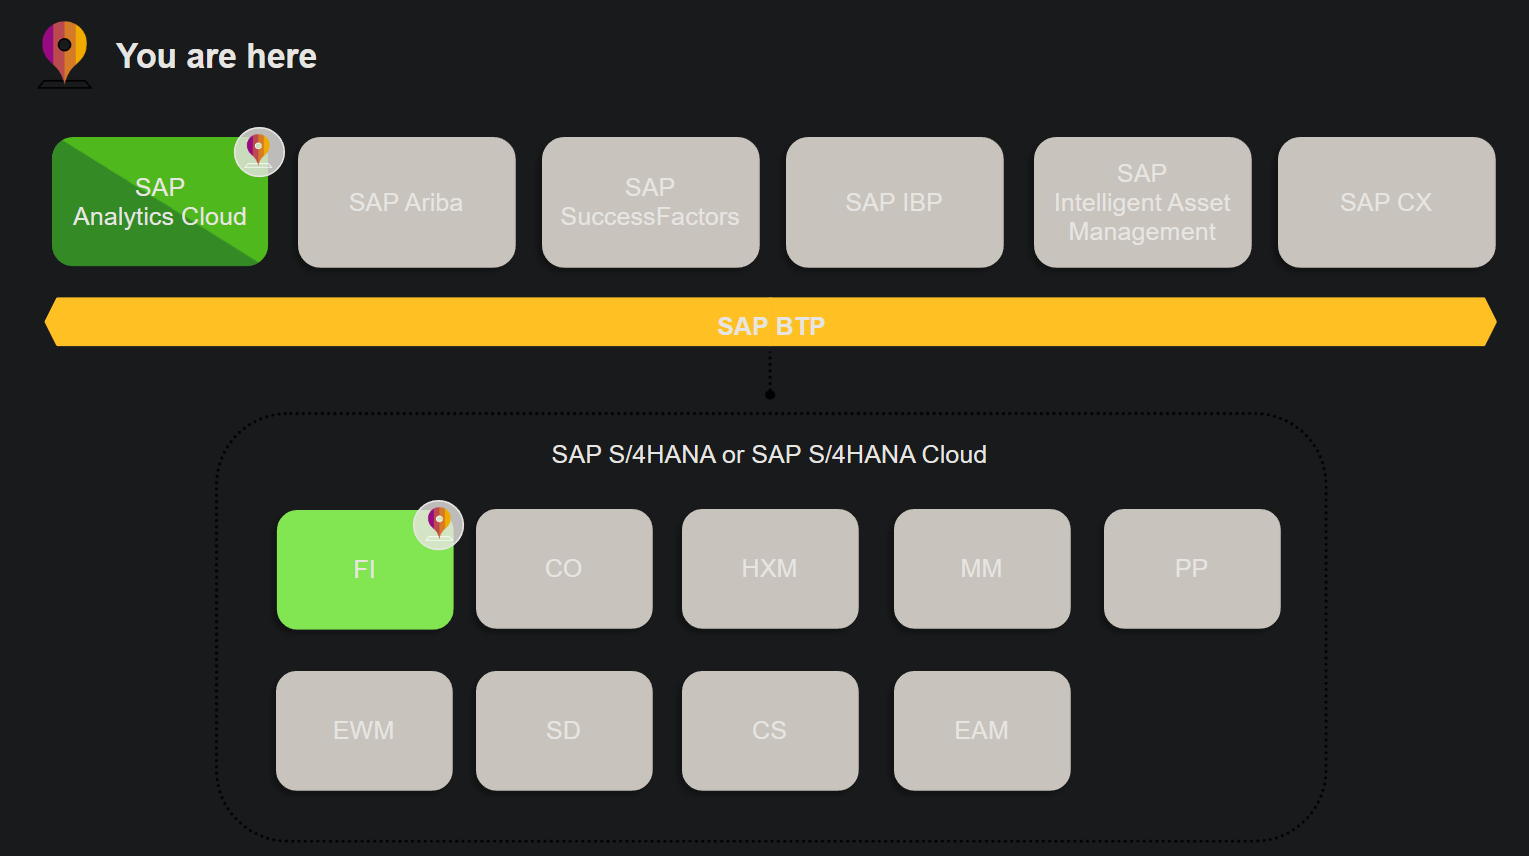 You are here
SAP
Analytics Cloud
SAP Ariba
SAP
SuccessFactors
SAP IBP
SAP
Intelligent Asset
Management
SAP CX
SAP BTP
SAP S/4HANA or SAP S/4HANA Cloud
FI
CO
HXM
MM
PP
EWM
SD
CS
EAM